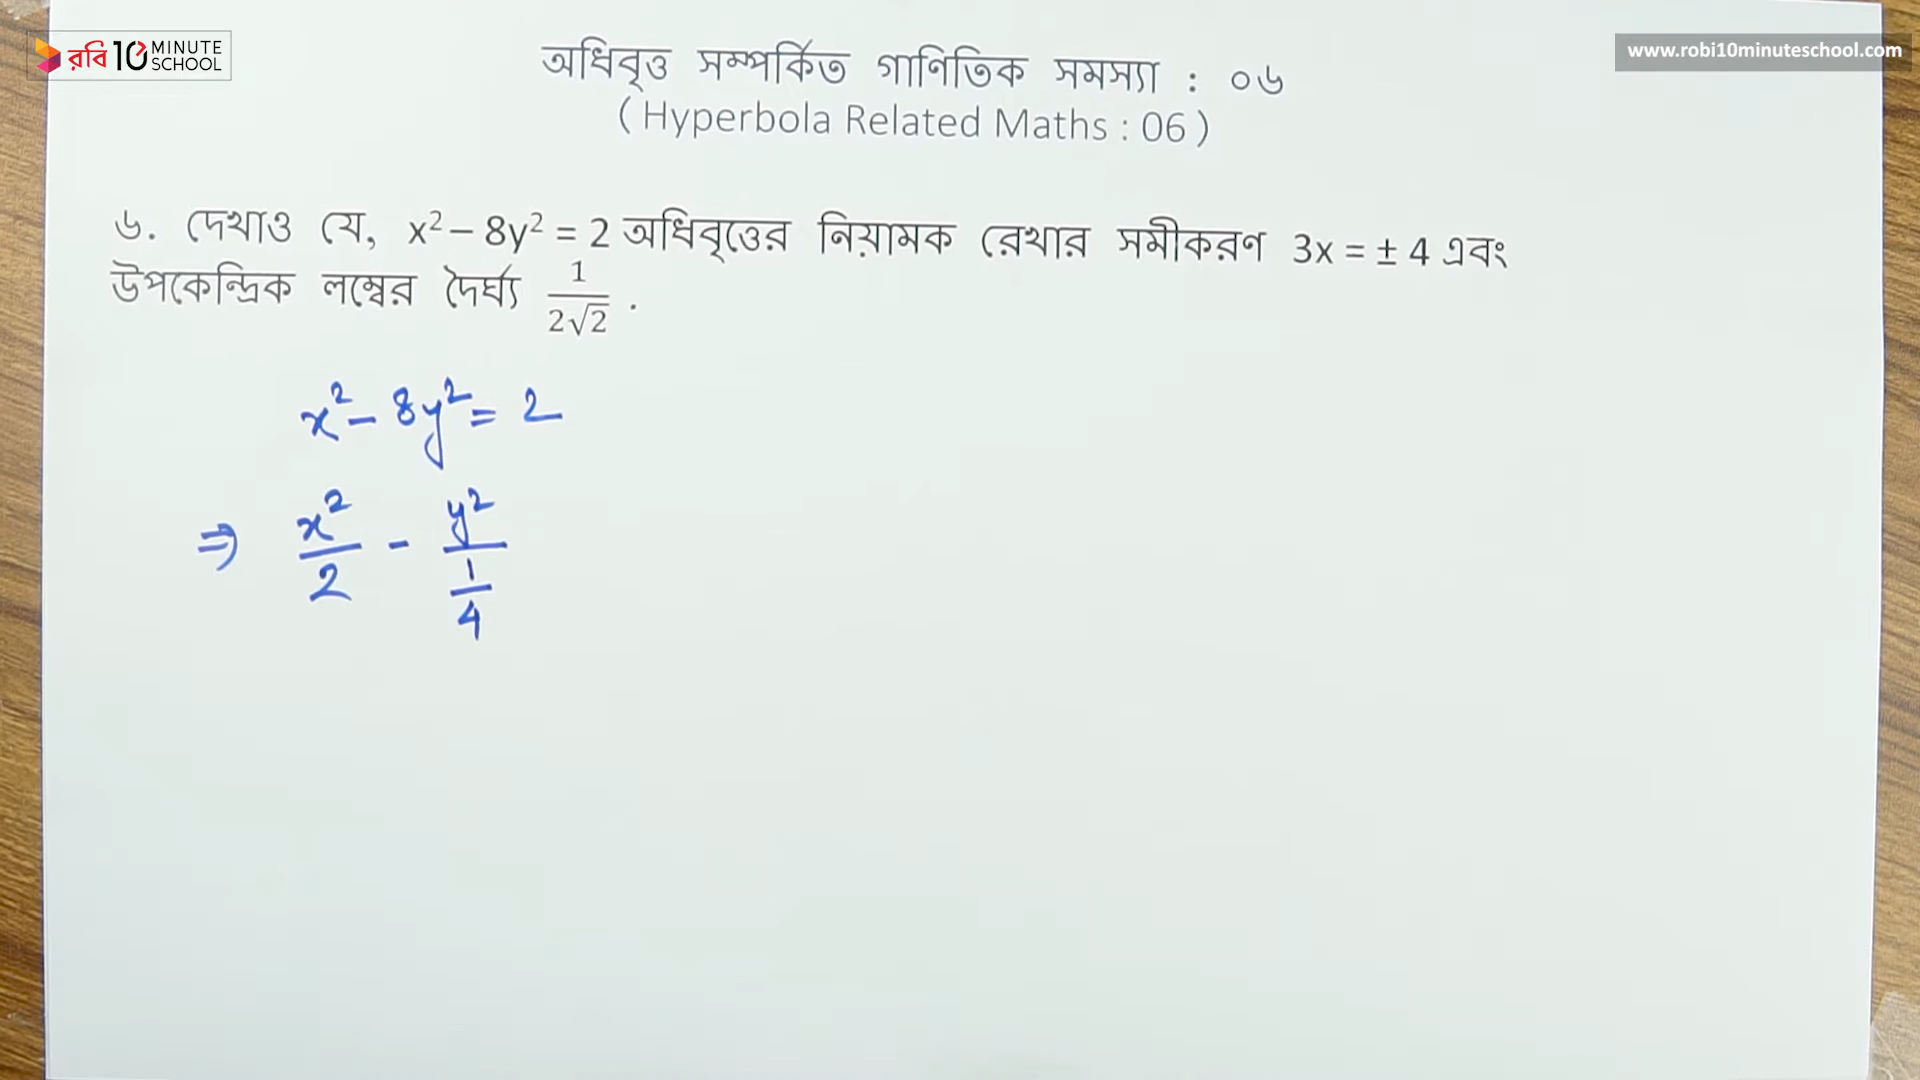 রবি 10 MINUTE SCHOOL
www.robi10minuteschool.com
অধিবৃত্ত সম্পর্কিত গাণিতিক সমস্যা : ০৬
( Hyperbola Related Maths : 06 )
৬. দেখাও যে, x² – 8y² = 2 অধিবৃত্তের নিয়ামক রেখার সমীকরণ 3x = ± 4 এবং
উপকেন্দ্রিক লম্বের দৈর্ঘ্য 1/(2√2) .
x² - 8y² = 2
⇒ x²/2 - y²/(1/4)